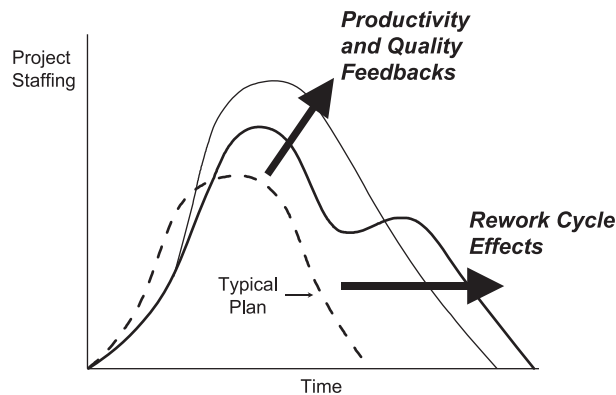 Productivity
and Quality
Feedbacks
Project
Staffing
Rework Cycle
Effects
Typical
Plan
Time